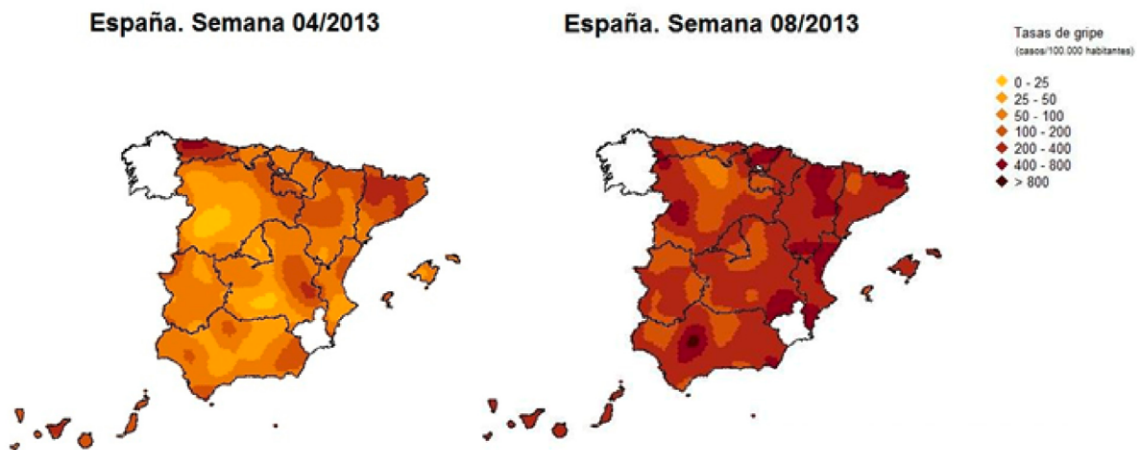 España. Semana 04/2013
España. Semana 08/2013
Tasas de gripe
(casos/100.000 habitantes)
0 - 25
25 - 50
50 - 100
100 - 200
200 - 400
400 - 800
> 800